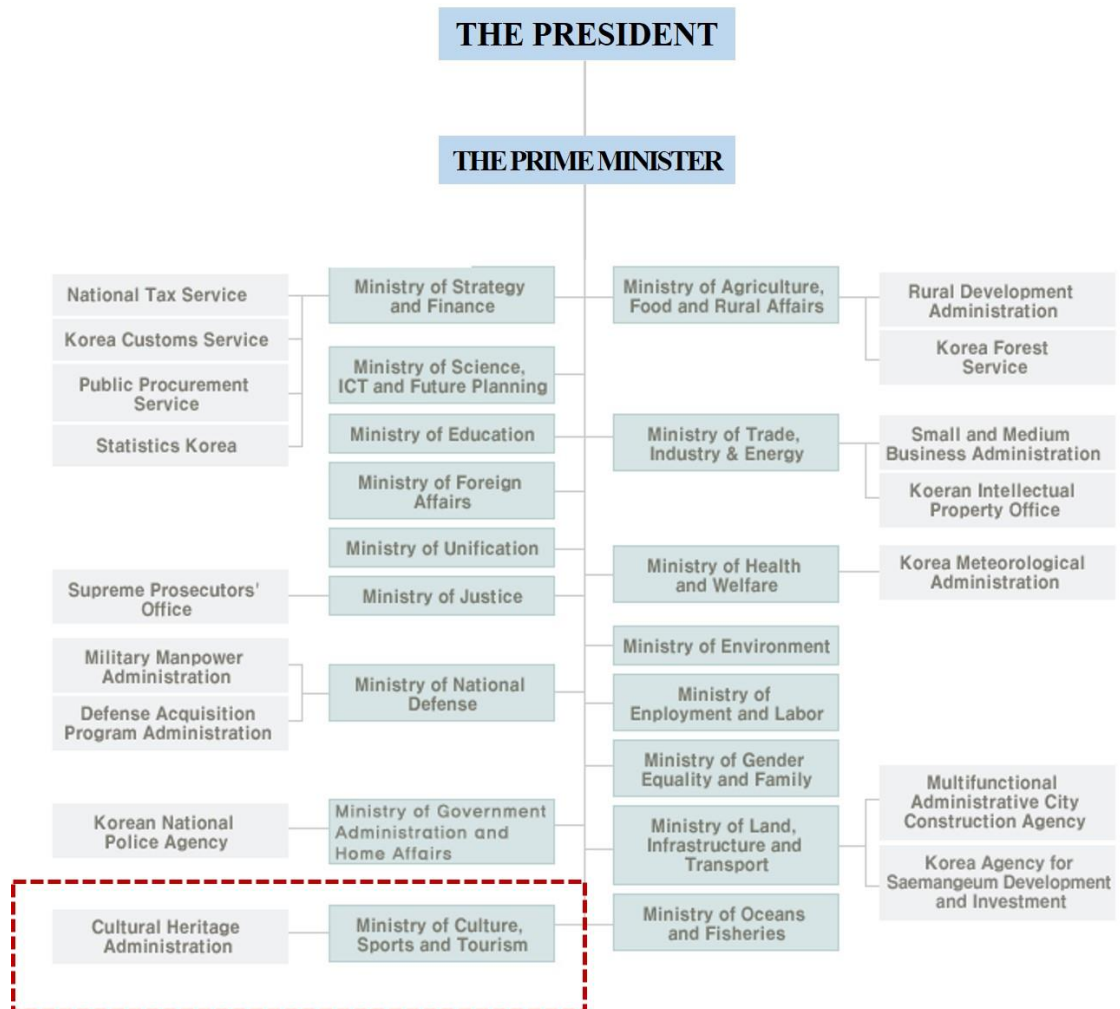 THE PRESIDENT
THE PRIME MINISTER
National Tax Service
Korea Customs Service
Public Procurement
Service
Statistics Korea
Ministry of Strategy
and Finance
Ministry of Science,
ICT and Future Planning
Ministry of Education
Ministry of Foreign
Affairs
Ministry of Unification
Supreme Prosecutors'
Office
Ministry of Justice
Military Manpower
Administration
Defense Acquisition
Program Administration
Ministry of National
Defense
Korean National
Police Agency
Ministry of Government
Administration and
Home Affairs
Cultural Heritage
Administration
Ministry of Culture,
Sports and Tourism
Ministry of Agriculture,
Food and Rural Affairs
Rural Development
Administration
Korea Forest
Service
Ministry of Trade,
Industry & Energy
Small and Medium
Business Administration
Koeran Intellectual
Property Office
Ministry of Health
and Welfare
Korea Meteorological
Administration
Ministry of Environment
Ministry of
Enployment and Labor
Ministry of Gender
Equality and Family
Ministry of Land,
Infrastructure and
Transport
Multifunctional
Administrative City
Construction Agency
Korea Agency for
Saemangeum Development
and Investment
Ministry of Oceans
and Fisheries